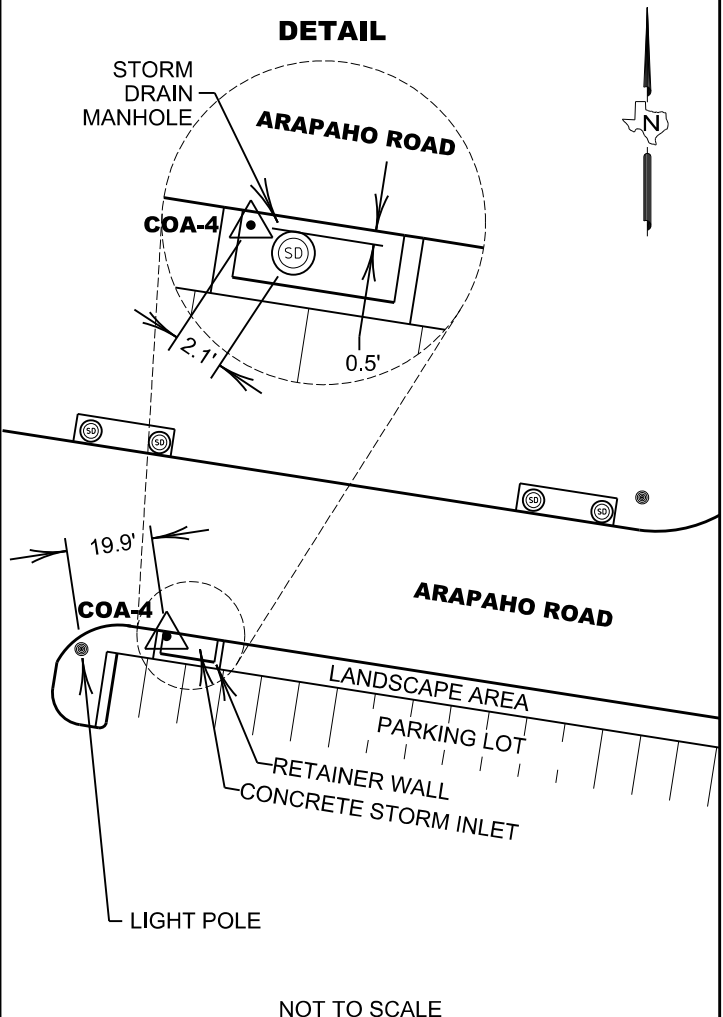 DETAIL
STORM
DRAIN
MANHOLE
ARAPAHO ROAD
N
COA-4
SD
2.1'
0.5'
SD
SD
SD
SD
19.9'
COA-4
ARAPAHO ROAD
LANDSCAPE AREA
PARKING LOT
RETAINER WALL
CONCRETE STORM INLET
LIGHT POLE
NOT TO SCALE